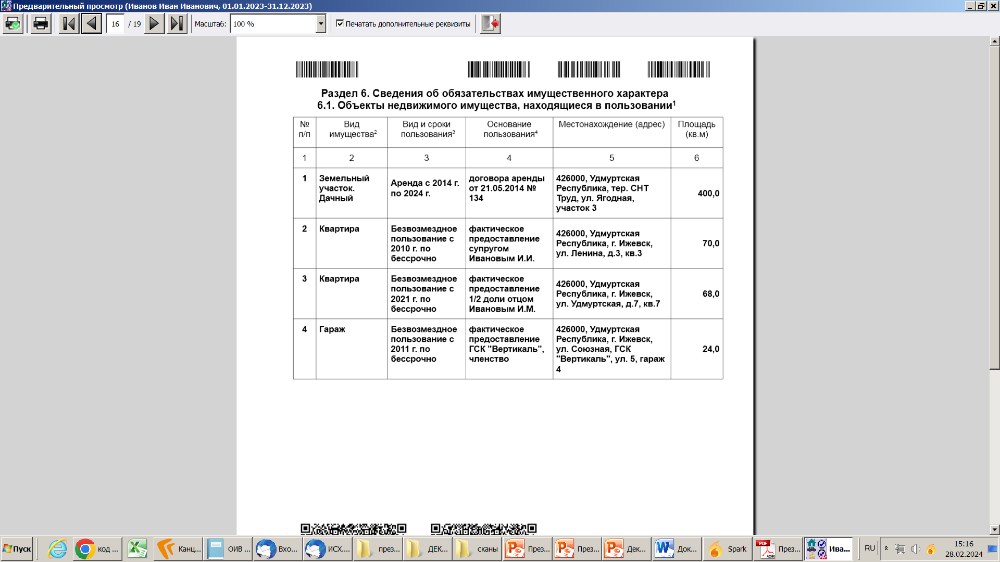 Предварительный просмотр (Иванов Иван Иванович, 01.01.2023-31.12.2023)
16 / 19 Масштаб: 100 % Печатать дополнительные реквизиты
Раздел 6. Сведения об обязательствах имущественного характера
6.1. Объекты недвижимого имущества, находящиеся в пользовании1
№
п/п
Вид
имущества2
Вид и сроки
пользования3
Основание
пользования4
Местонахождение (адрес)
Площадь
(кв.м)
1 2 3 4 5 6
1
Земельный
участок.
Дачный
Аренда с 2014 г.
по 2024 г.
договора аренды
от 21.05.2014 №
134
426000, Удмуртская
Республика, тер. СНТ
Труд, ул. Ягодная,
участок 3
400,0
2
Квартира
Безвозмездное
пользование с
2010 г. по
бессрочно
фактическое
предоставление
супругом
Ивановым И.И.
426000, Удмуртская
Республика, г. Ижевск,
ул. Ленина, д.3, кв.3
70,0
3
Квартира
Безвозмездное
пользование с
2021 г. по
бессрочно
фактическое
предоставление
1/2 доли отцом
Ивановым И.М.
426000, Удмуртская
Республика, г. Ижевск,
ул. Удмуртская, д.7, кв.7
68,0
4
Гараж
Безвозмездное
пользование с
2011 г. по
бессрочно
фактическое
предоставление
ГСК "Вертикаль",
членство
426000, Удмуртская
Республика, г. Ижевск,
ул. Союзная, ГСК
"Вертикаль", ул. 5, гараж
4
24,0
Пуск код ... Канц... ОИВ ... Вхо... ИСХ.... през... ДЕК... сканы През... През... Дек... Док... Spark През... Ива... RU 15:16
28.02.2024